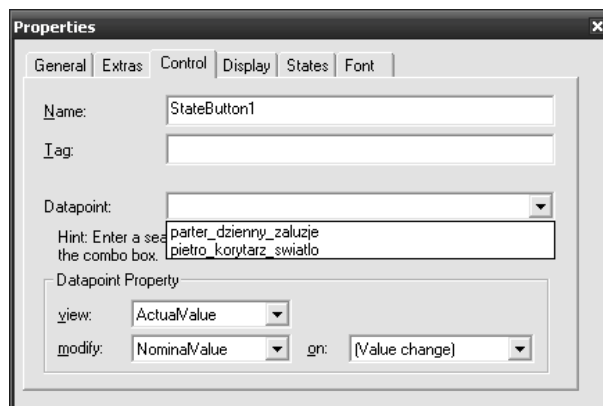 Properties
General Extras Control Display States Font
Name: StateButton1
Tag:
Datapoint:
parter_dzienny_zaluzje
Hint: Enter a
pietro_korytarz_swiatlo
the combo box.
Datapoint Property
view: ActualValue
modify: NominalValue on: (Value change)